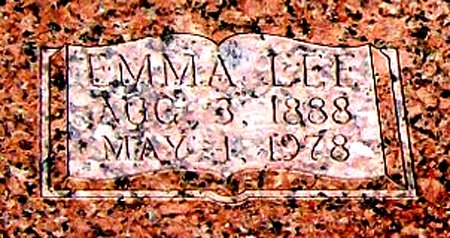 EMMA LEE
AUG. 3, 1888
MAY 1, 1978